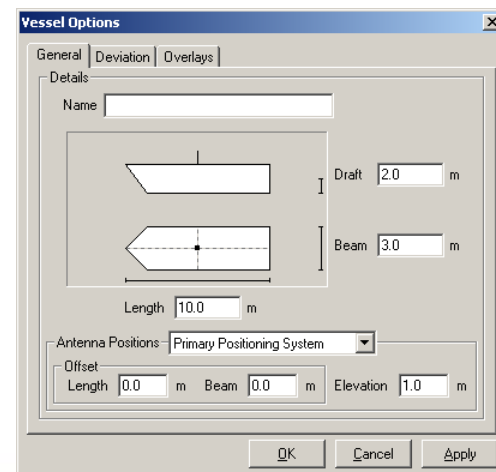 Vessel Options
General Deviation Overlays
Details
Name
Draft 2.0 m
Beam 3.0 m
Length 10.0 m
Antenna Positions Primary Positioning System
Offset
Length 0.0 m Beam 0.0 m Elevation 1.0 m
OK Cancel Apply